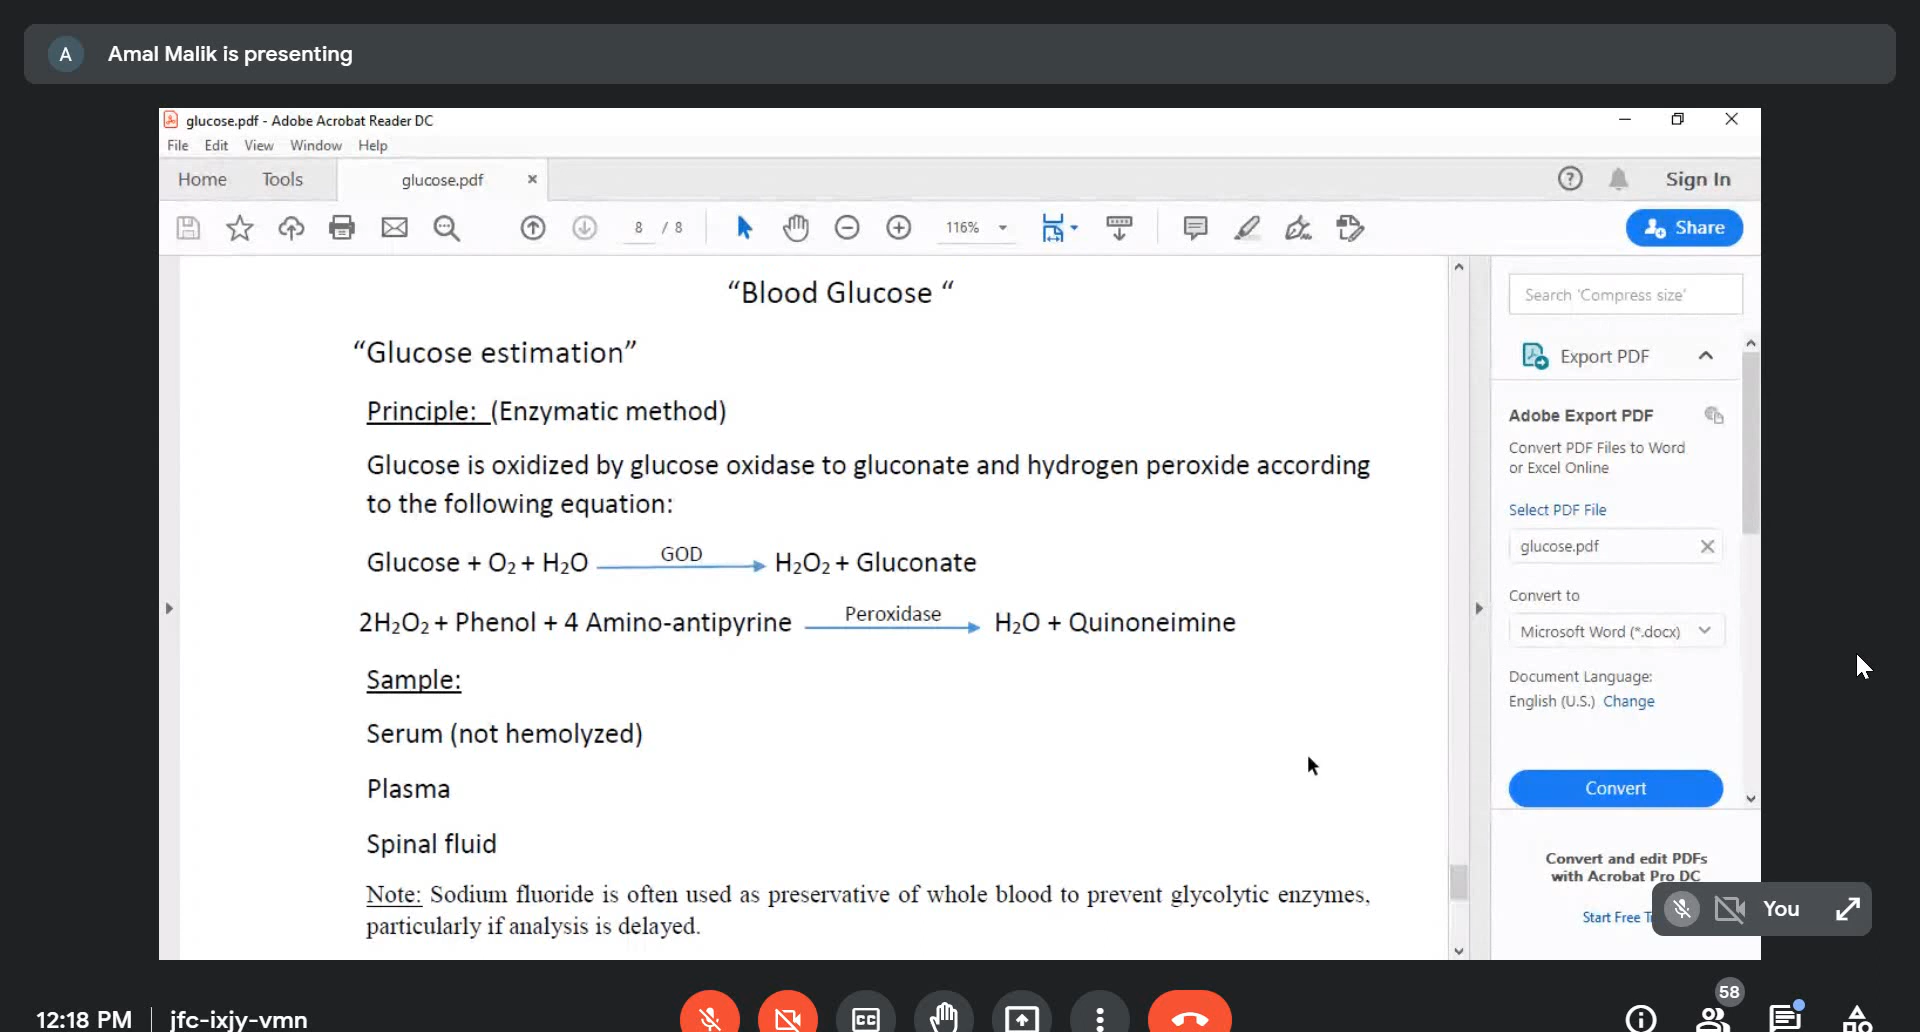 A Amal Malik is presenting
glucose.pdf - Adobe Acrobat Reader DC
File Edit View Window Help
Home Tools glucose.pdf × Sign In
8 / 8 116% Share
“Blood Glucose “
“Glucose estimation”
Principle: (Enzymatic method)
Glucose is oxidized by glucose oxidase to gluconate and hydrogen peroxide according
to the following equation:
Glucose + O₂ + H₂O GOD H₂O₂ + Gluconate
2H₂O₂ + Phenol + 4 Amino-antipyrine Peroxidase H₂O + Quinoneimine
Sample:
Serum (not hemolyzed)
Plasma
Spinal fluid
Note: Sodium fluoride is often used as preservative of whole blood to prevent glycolytic enzymes,
particularly if analysis is delayed.
Search 'Compress size'
Export PDF
Adobe Export PDF
Convert PDF Files to Word
or Excel Online
Select PDF File
glucose.pdf
Convert to
Microsoft Word (*.docx)
Document Language:
English (U.S.) Change
Convert
Convert and edit PDFs
with Acrobat Pro DC
Start Free
You
12:18 PM | jfc-ixjy-vmn
CC
58